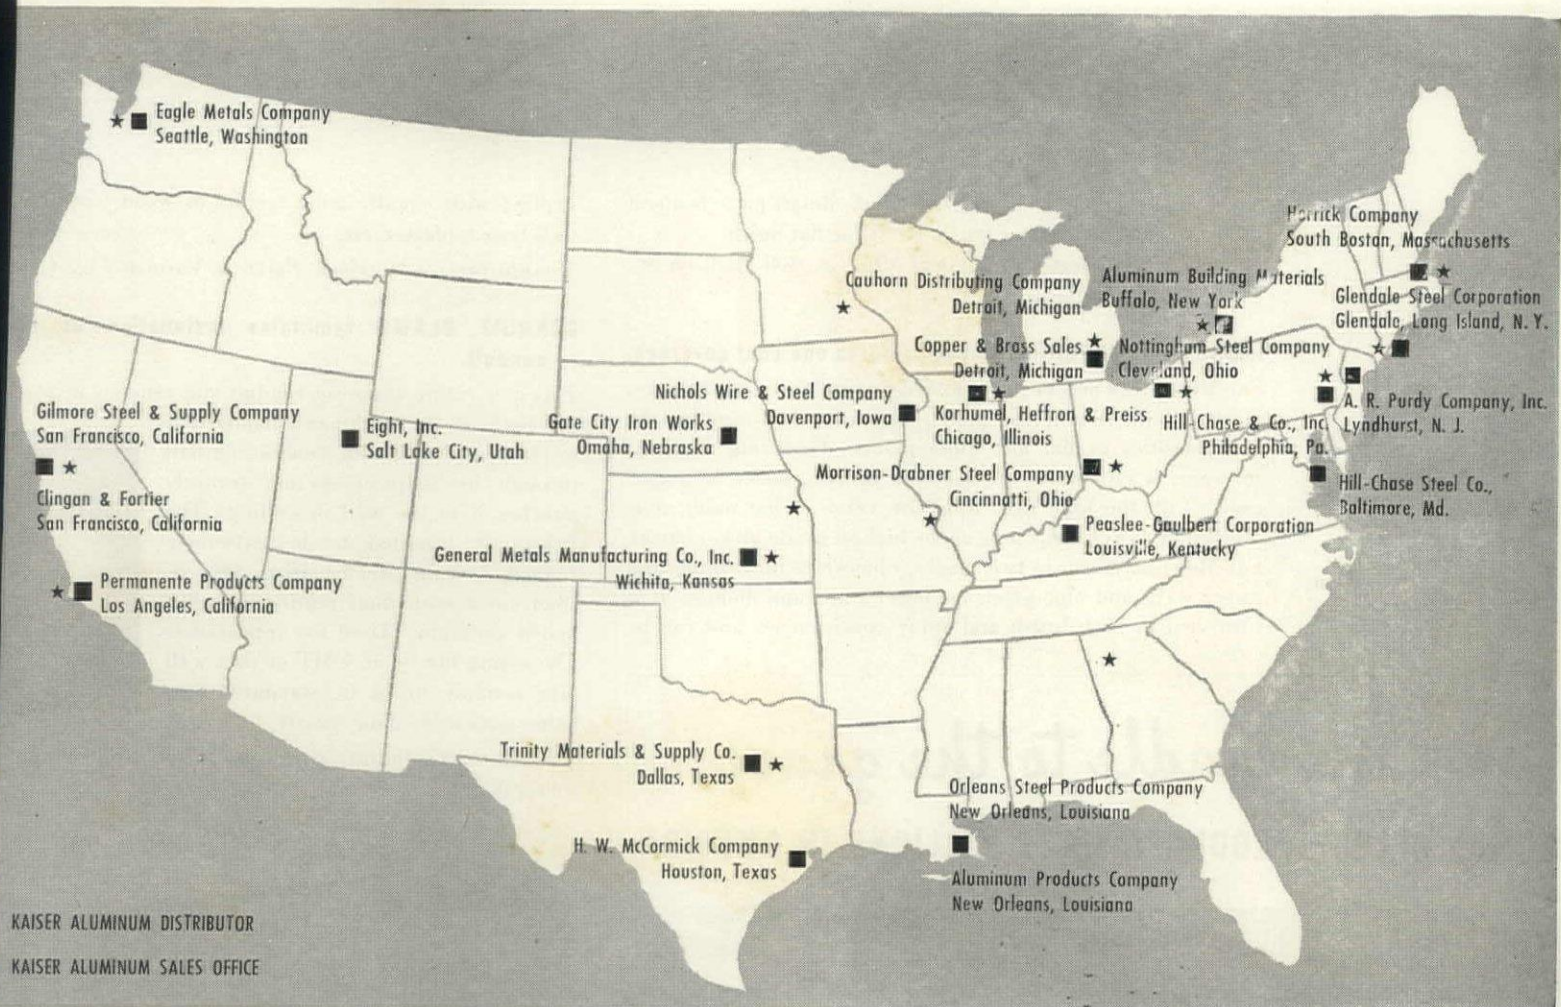 Eagle Metals Company
Seattle, Washington
Herrick Company
South Boston, Massachusetts
Cauhorn Distributing Company
Detroit, Michigan
Aluminum Building Materials
Buffalo, New York
Glendale Steel Corporation
Glendale, Long Island, N. Y.
Copper & Brass Sales
Detroit, Michigan
Nottingham Steel Company
Cleveland, Ohio
Nichols Wire & Steel Company
Davenport, Iowa
A. R. Purdy Company, Inc.
Lyndhurst, N. J.
Gilmore Steel & Supply Company
San Francisco, California
Eight, Inc.
Salt Lake City, Utah
Gate City Iron Works
Omaha, Nebraska
Korhumel, Heffron & Preiss
Chicago, Illinois
Hill-Chase & Co., Inc.
Philadelphia, Pa.
Morrison-Drabner Steel Company
Cincinnatti, Ohio
Hill-Chase Steel Co.,
Baltimore, Md.
Clingan & Fortier
San Francisco, California
Peaslee-Gaulbert Corporation
Louisville, Kentucky
General Metals Manufacturing Co., Inc.
Wichita, Kansas
Permanente Products Company
Los Angeles, California
Trinity Materials & Supply Co.
Dallas, Texas
Orleans Steel Products Company
New Orleans, Louisiana
H. W. McCormick Company
Houston, Texas
Aluminum Products Company
New Orleans, Louisiana
KAISER ALUMINUM DISTRIBUTOR
KAISER ALUMINUM SALES OFFICE